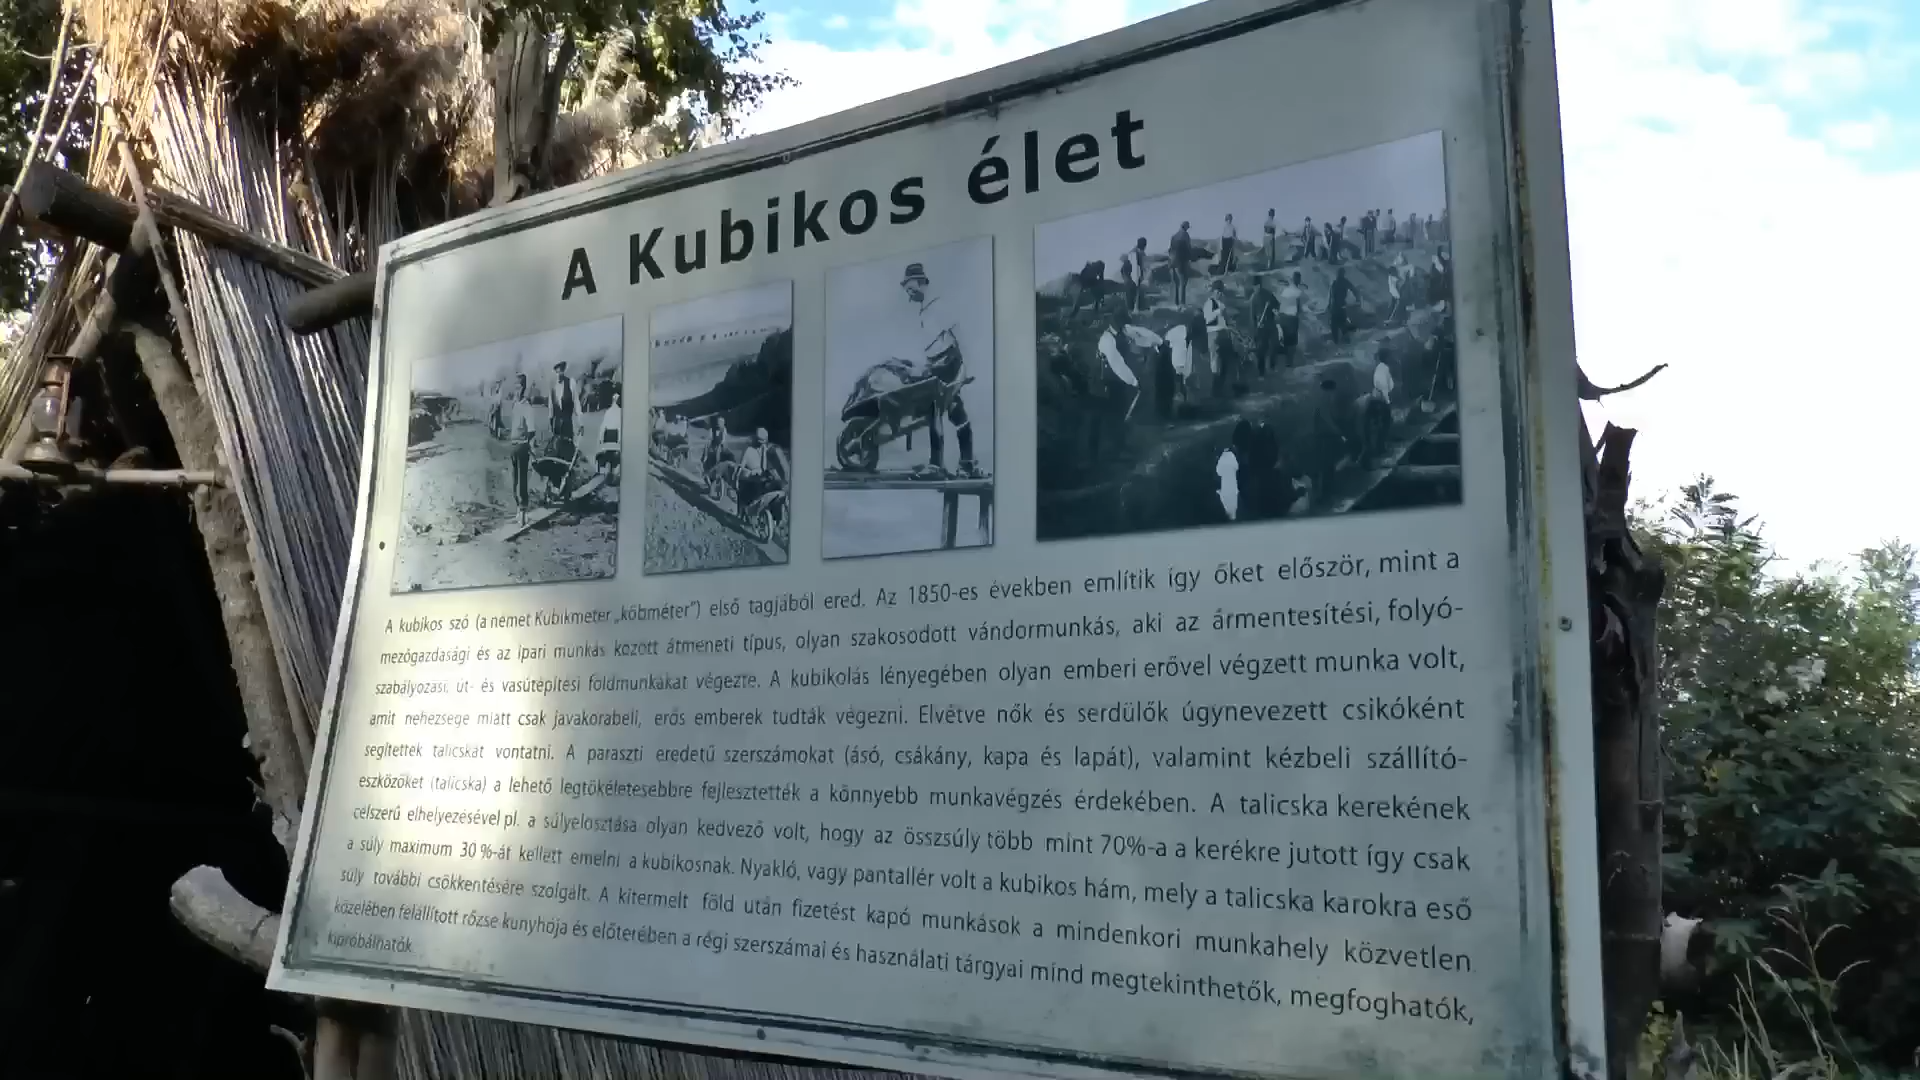 A Kubikos élet
A kubikos szó (a német Kubikmeter „köbméter”) első tagjából ered. Az 1850-es években említik így őket először, mint a
mezőgazdasági és az ipari munkás között átmeneti típus, olyan szakosodott vándormunkás, aki az ármentesítési, folyó-
szabályozási, út- és vasútépítési földmunkákat végezte. A kubikolás lényegében olyan emberi erővel végzett munka volt,
amit nehézsége miatt csak javakorabeli, erős emberek tudták végezni. Elvétve nők és serdülők úgynevezett csikóként
segítettek talicskát vontatni. A paraszti eredetű szerszámokat (ásó, csákány, kapa és lapát), valamint kézbeli szállító-
eszközöket (talicska) a lehető legtökéletesebbre fejlesztették a könnyebb munkavégzés érdekében. A talicska kerekének
célszerű elhelyezésével pl. a súlyelosztása olyan kedvező volt, hogy az összsúly több mint 70%-a a kerékre jutott így csak
a súly maximum 30 %-át kellett emelni a kubikosnak. Nyakló, vagy pantallér volt a kubikos hám, mely a talicska karokra eső
súly további csökkentésére szolgált. A kitermelt föld után fizetést kapó munkások a mindenkori munkahely közvetlen
közelében felállított rőzse kunyhója és előterében a régi szerszámai és használati tárgyai mind megtekinthetők, megfoghatók,
kipróbálhatók.